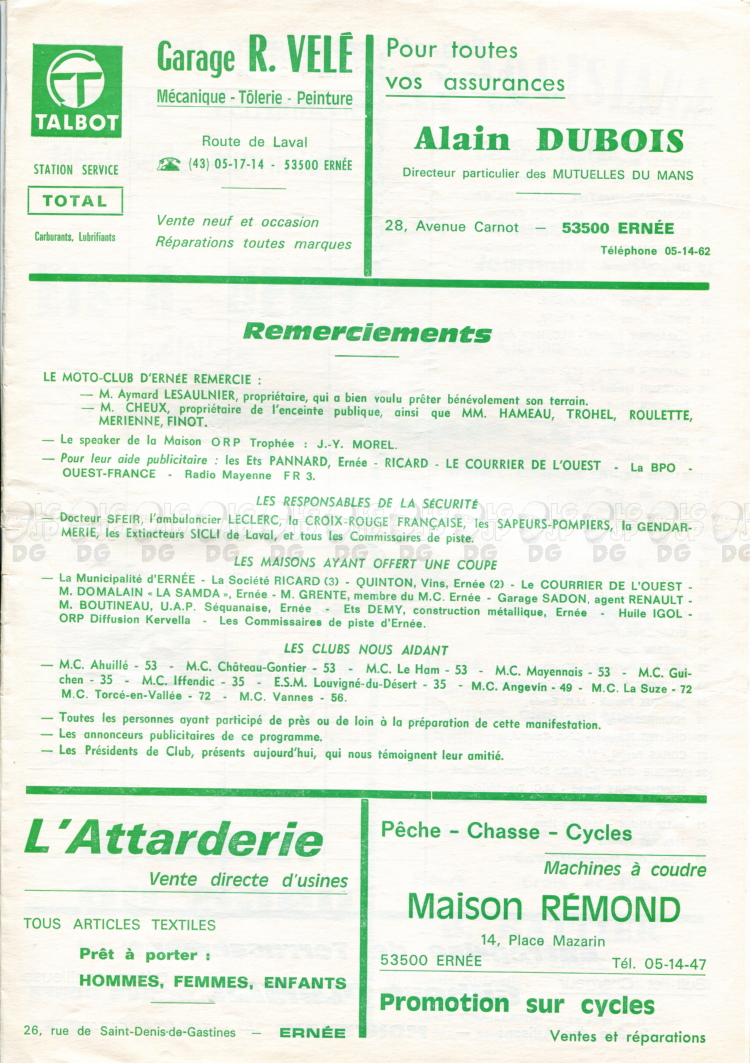 TALBOT
STATION SERVICE
TOTAL
Carburants, Lubrifiants
Garage R. VELÉ
Mécanique - Tôlerie - Peinture
Route de Laval
☎ (43) 05-17-14 - 53500 ERNÉE
Vente neuf et occasion
Réparations toutes marques
Pour toutes
vos assurances
Alain DUBOIS
Directeur particulier des MUTUELLES DU MANS
28, Avenue Carnot — 53500 ERNÉE
Téléphone 05-14-62
Remerciements
LE MOTO-CLUB D'ERNÉE REMERCIE :
— M. Aymard LESAULNIER, propriétaire, qui a bien voulu prêter bénévolement son terrain.
— M. CHEUX, propriétaire de l'enceinte publique, ainsi que MM. HAMEAU, TROHEL, ROULETTE,
MERIENNE, FINOT.
— Le speaker de la Maison ORP Trophée : J.-Y. MOREL.
— Pour leur aide publicitaire : les Ets PANNARD, Ernée - RICARD - LE COURRIER DE L'OUEST - La BPO -
OUEST-FRANCE - Radio Mayenne FR 3.
LES RESPONSABLES DE LA SÉCURITÉ
— Docteur SFEIR, l'ambulancier LECLERC, la CROIX-ROUGE FRANÇAISE, les SAPEURS-POMPIERS, la GENDAR-
MERIE, les Extincteurs SICLI de Laval, et tous les Commissaires de piste.
LES MAISONS AYANT OFFERT UNE COUPE
— La Municipalité d'ERNÉE - La Société RICARD (3) - QUINTON, Vins, Ernée (2) - Le COURRIER DE L'OUEST -
M. DOMALAIN « LA SAMDA », Ernée - M. GRENTE, membre du M.C. Ernée - Garage SADON, agent RENAULT -
M. BOUTINEAU, U.A.P. Séquanaise, Ernée - Ets DEMY, construction métallique, Ernée - Huile IGOL -
ORP Diffusion Kervella - Les Commissaires de piste d'Ernée.
LES CLUBS NOUS AIDANT
— M.C. Ahuillé - 53 - M.C. Château-Gontier - 53 - M.C. Le Ham - 53 - M.C. Mayennais - 53 - M.C. Gui-
chen - 35 - M.C. Iffendic - 35 - E.S.M. Louvigné-du-Désert - 35 - M.C. Angevin - 49 - M.C. La Suze - 72
M.C. Torcé-en-Vallée - 72 - M.C. Vannes - 56.
— Toutes les personnes ayant participé de près ou de loin à la préparation de cette manifestation.
— Les annonceurs publicitaires de ce programme.
— Les Présidents de Club, présents aujourd'hui, qui nous témoignent leur amitié.
L'Attarderie
Vente directe d'usines
TOUS ARTICLES TEXTILES
Prêt à porter :
HOMMES, FEMMES, ENFANTS
26, rue de Saint-Denis-de-Gastines — ERNÉE
Pêche - Chasse - Cycles
Machines à coudre
Maison RÉMOND
14, Place Mazarin
53500 ERNÉE Tél. 05-14-47
Promotion sur cycles
Ventes et réparations